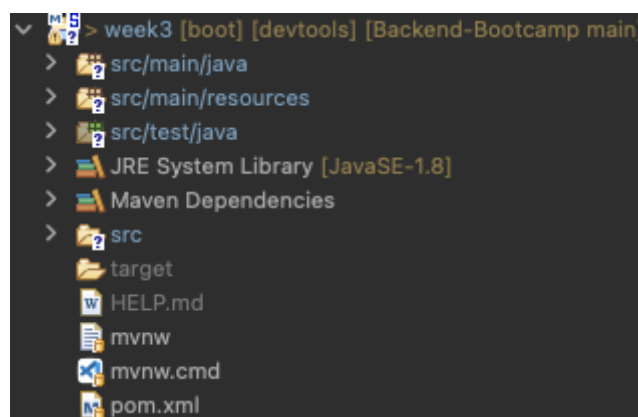 > week3 [boot] [devtools] [Backend-Bootcamp main]
src/main/java
src/main/resources
src/test/java
JRE System Library [JavaSE-1.8]
Maven Dependencies
src
target
HELP.md
mvnw
mvnw.cmd
pom.xml